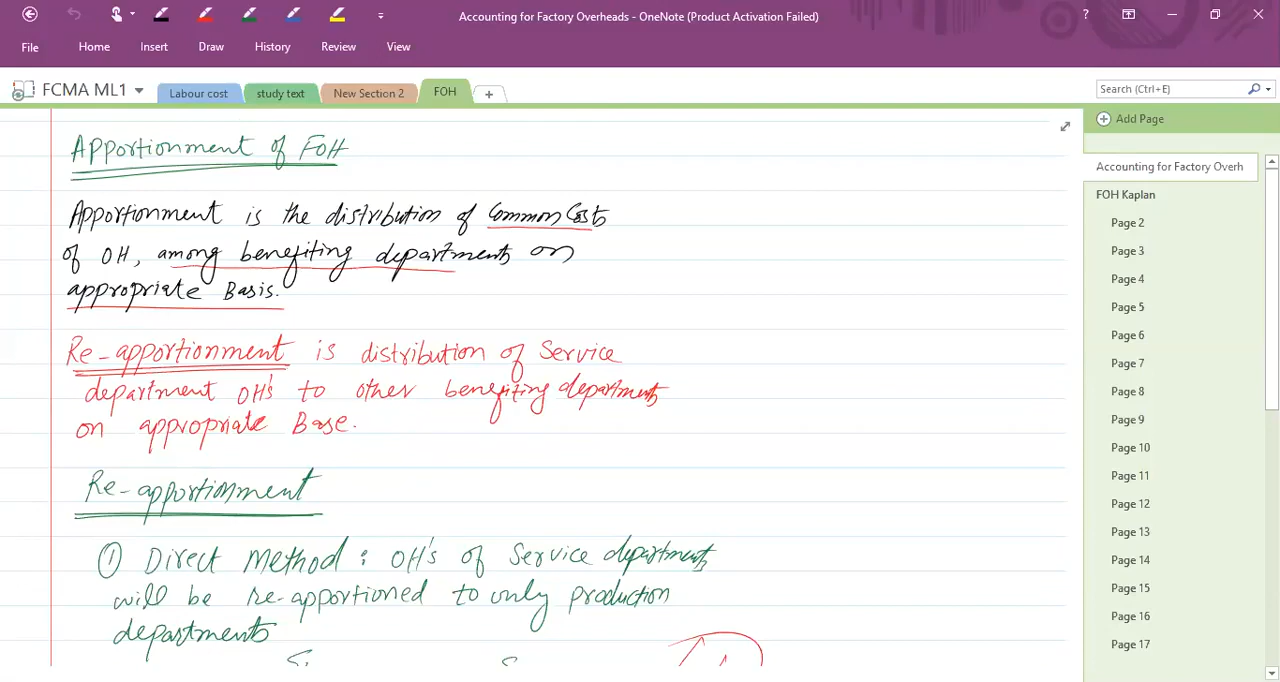 Accounting for Factory Overheads - OneNote (Product Activation Failed)
?
File Home Insert Draw History Review View
FCMA ML1 Labour cost study text New Section 2 FOH +
Search (Ctrl+E)
Add Page
Accounting for Factory Overh
FOH Kaplan
Page 2
Page 3
Page 4
Page 5
Page 6
Page 7
Page 8
Page 9
Page 10
Page 11
Page 12
Page 13
Page 14
Page 15
Page 16
Page 17
Apportionment of FOH
Apportionment is the distribution of Common Costs
of OH, among benefiting departments on
appropriate Basis.
Re-apportionment is distribution of Service
department OH's to other benefiting departments
on appropriate Base.
Re-apportionment
① Direct Method : OH's of Service departments
will be re-apportioned to only production
departments